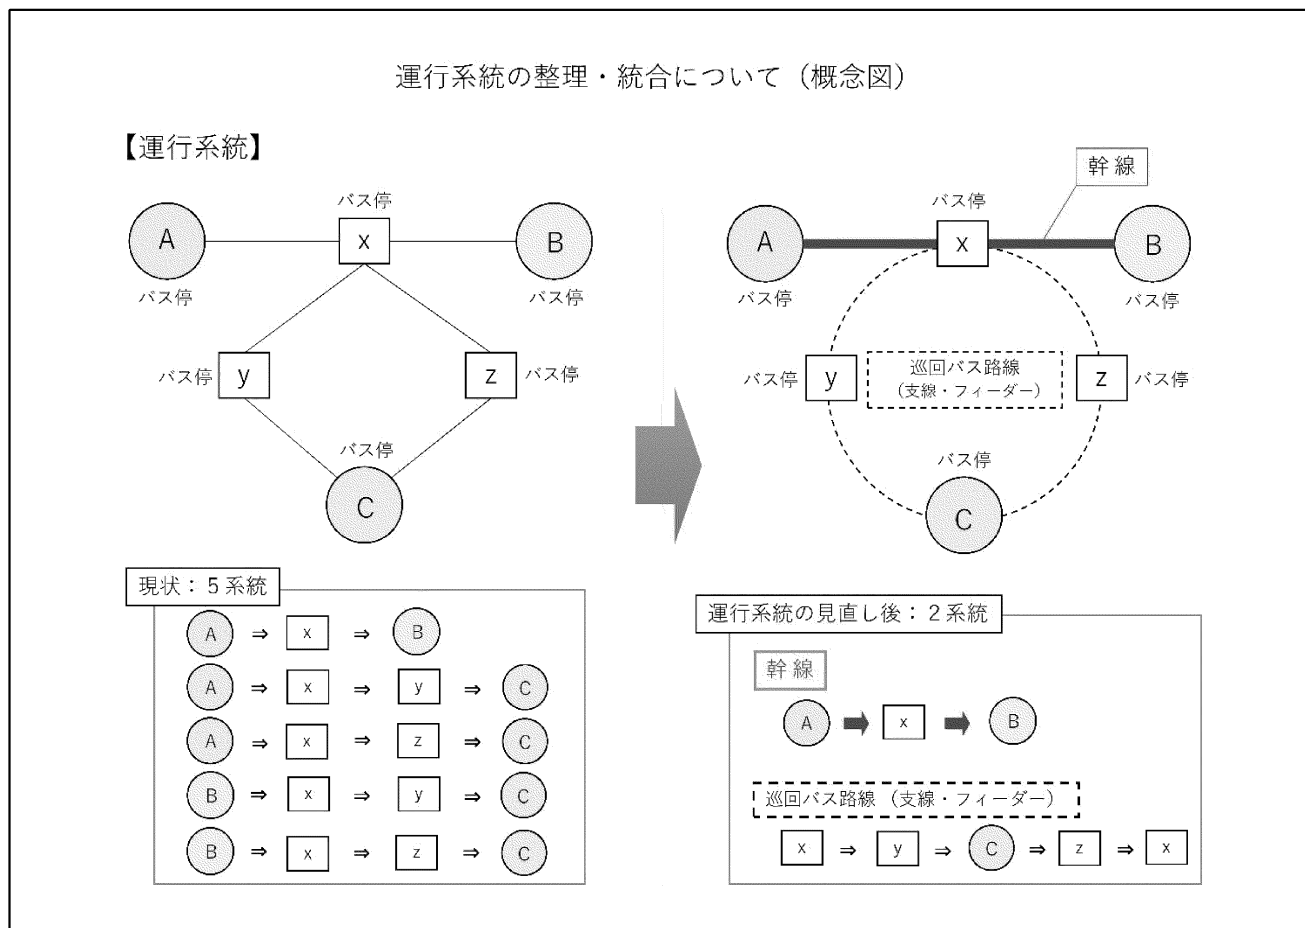 運行系統の整理・統合について（概念図）
【運行系統】
バス停
A
x
B
バス停
バス停
バス停
y
z
バス停
バス停
C
幹線
バス停
A
x
B
バス停
バス停
バス停
y
巡回バス路線
（支線・フィーダー）
z
バス停
バス停
C
現状：５系統
A ⇒ x ⇒ B
A ⇒ x ⇒ y ⇒ C
A ⇒ x ⇒ z ⇒ C
B ⇒ x ⇒ y ⇒ C
B ⇒ x ⇒ z ⇒ C
運行系統の見直し後：２系統
幹線
A x B
巡回バス路線（支線・フィーダー）
x ⇒ y ⇒ C ⇒ z ⇒ x